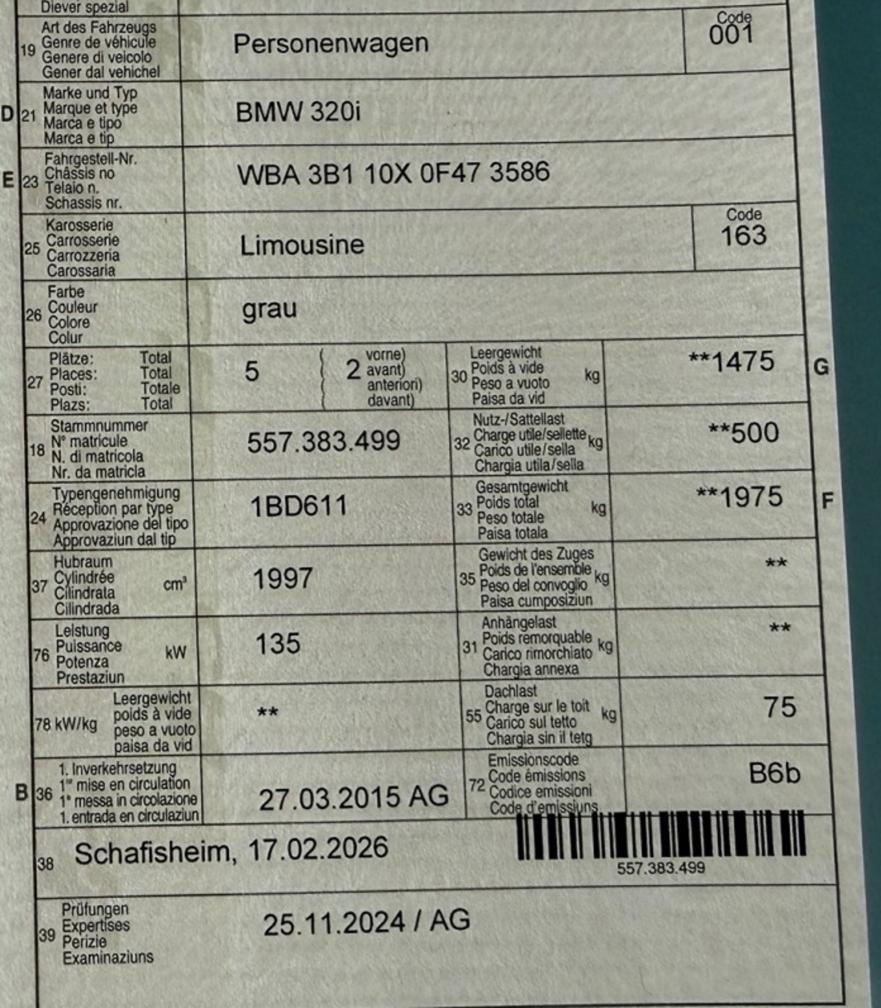 Diever spezial
19 Art des Fahrzeugs
Genre de véhicule
Genere di veicolo
Gener dal vehichel
Personenwagen
Code
001
D 21 Marke und Typ
Marque et type
Marca e tipo
Marca e tip
BMW 320i
E 23 Fahrgestell-Nr.
Châssis no
Telaio n.
Schassis nr.
WBA 3B1 10X 0F47 3586
25 Karosserie
Carrosserie
Carrozzeria
Carossaria
Limousine
Code
163
26 Farbe
Couleur
Colore
Colur
grau
27 Plätze: Total
Places: Total
Posti: Totale
Plazs: Total
5 ( 2 vorne)
avant)
anteriori)
davant)
30 Leergewicht
Poids à vide
Peso a vuoto
Paisa da vid
kg
**1475 G
18 Stammnummer
N° matricule
N. di matricola
Nr. da matricla
557.383.499
32 Nutz-/Sattellast
Charge utile/sellette
Carico utile/sella
Chargia utila/sella
kg
**500
24 Typengenehmigung
Réception par type
Approvazione del tipo
Approvaziun dal tip
1BD611
33 Gesamtgewicht
Poids total
Peso totale
Paisa totala
kg
**1975 F
37 Hubraum
Cylindrée
Cilindrata
Cilindrada
cm³
1997
35 Gewicht des Zuges
Poids de l'ensemble
Peso del convoglio
Paisa cumposiziun
kg
**
76 Leistung
Puissance
Potenza
Prestaziun
kW
135
31 Anhängelast
Poids remorquable
Carico rimorchiato
Chargia annexa
kg
**
78 kW/kg Leergewicht
poids à vide
peso a vuoto
paisa da vid
**
55 Dachlast
Charge sur le toit
Carico sul tetto
Chargia sin il tetg
kg
75
B 36 1. Inverkehrsetzung
1re mise en circulation
1a messa in circolazione
1. entrada en circulaziun
27.03.2015 AG
72 Emissionscode
Code émissions
Codice emissioni
Code d'emissiuns
B6b
38 Schafisheim, 17.02.2026
557.383.499
39 Prüfungen
Expertises
Perizie
Examinaziuns
25.11.2024 / AG